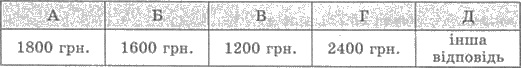 А Б В Г Д
1800 грн. 1600 грн. 1200 грн. 2400 грн. інша
відповідь